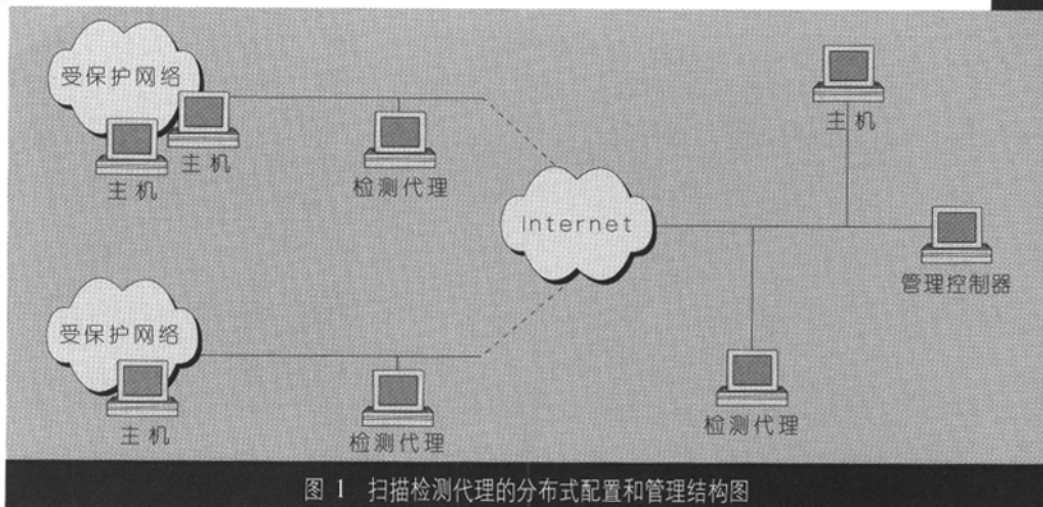 受保护网络
主机
主机
检测代理
主机
Internet
管理控制器
受保护网络
主机
检测代理
检测代理
图 1 扫描检测代理的分布式配置和管理结构图